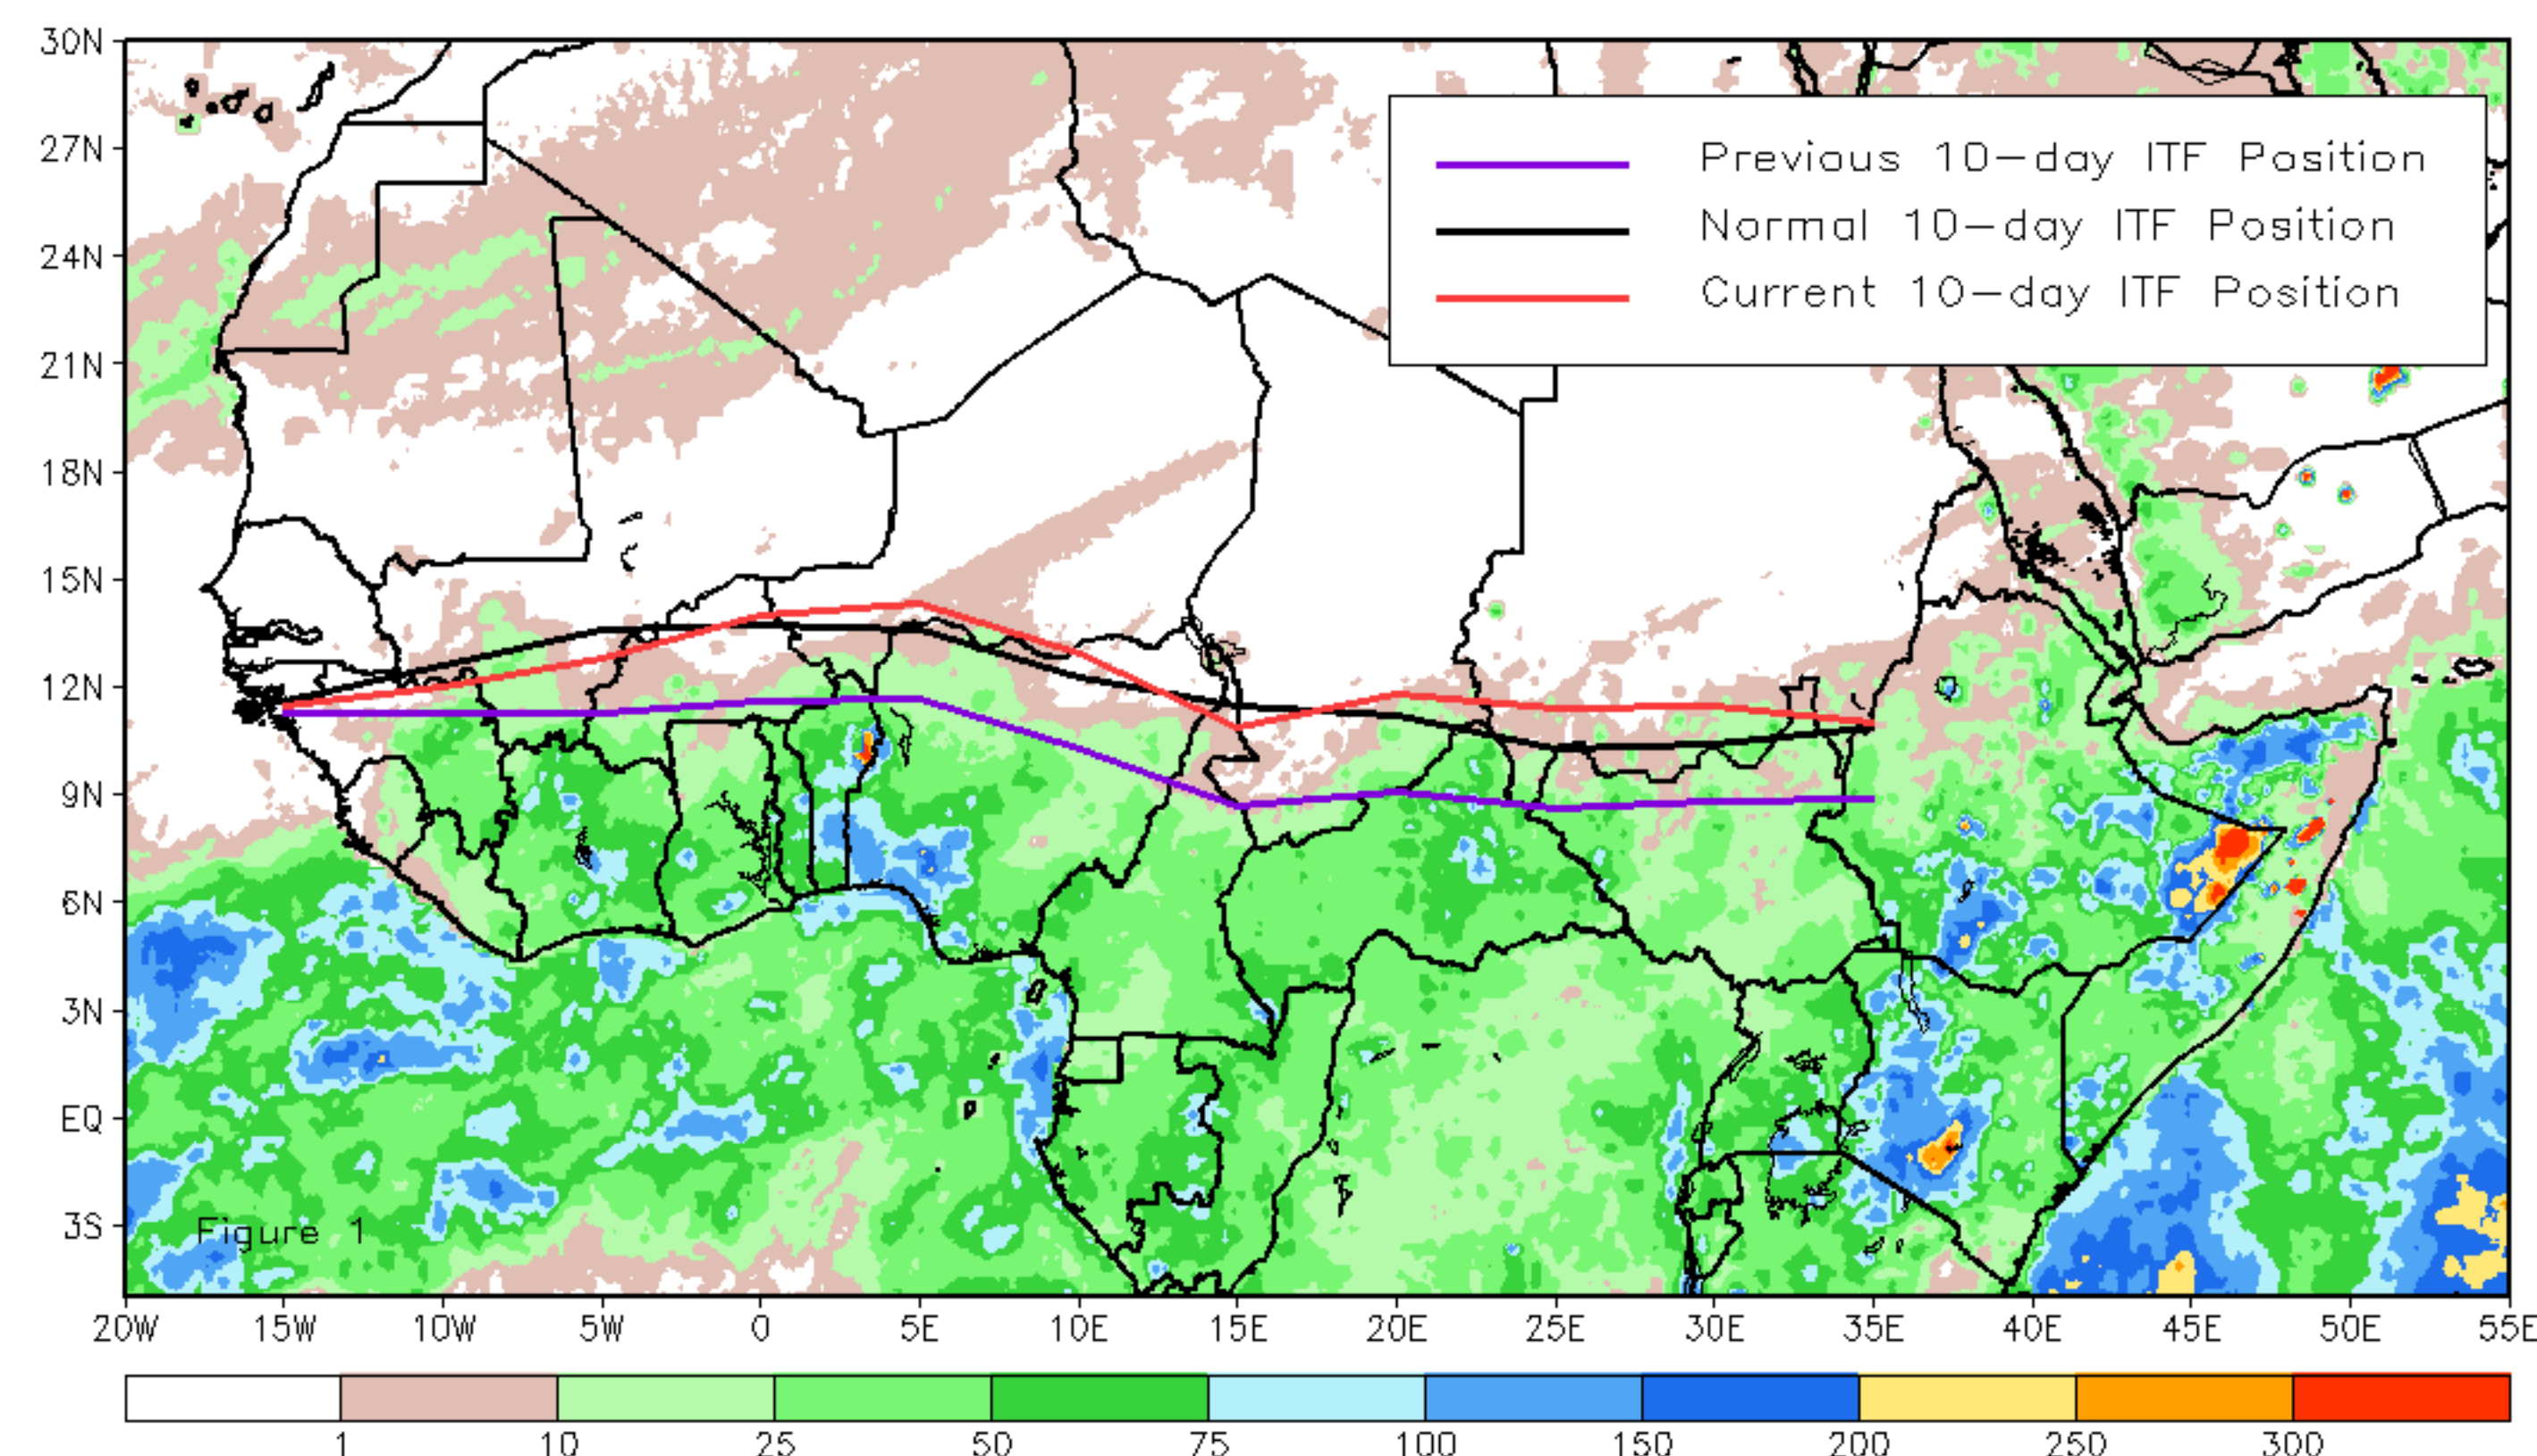 30N
Previous 10-day ITF Position
27N
Normal 10-day ITF Position
24N
Current 10-day ITF Position
21N
18N
15N
12N
9N
6N
3N
EQ
3S
Figure 1
20W 15W 10W 5W 0 5E 10E 15E 20E 25E 30E 35E 40E 45E 50E 55E
1 10 25 50 75 100 150 200 250 300